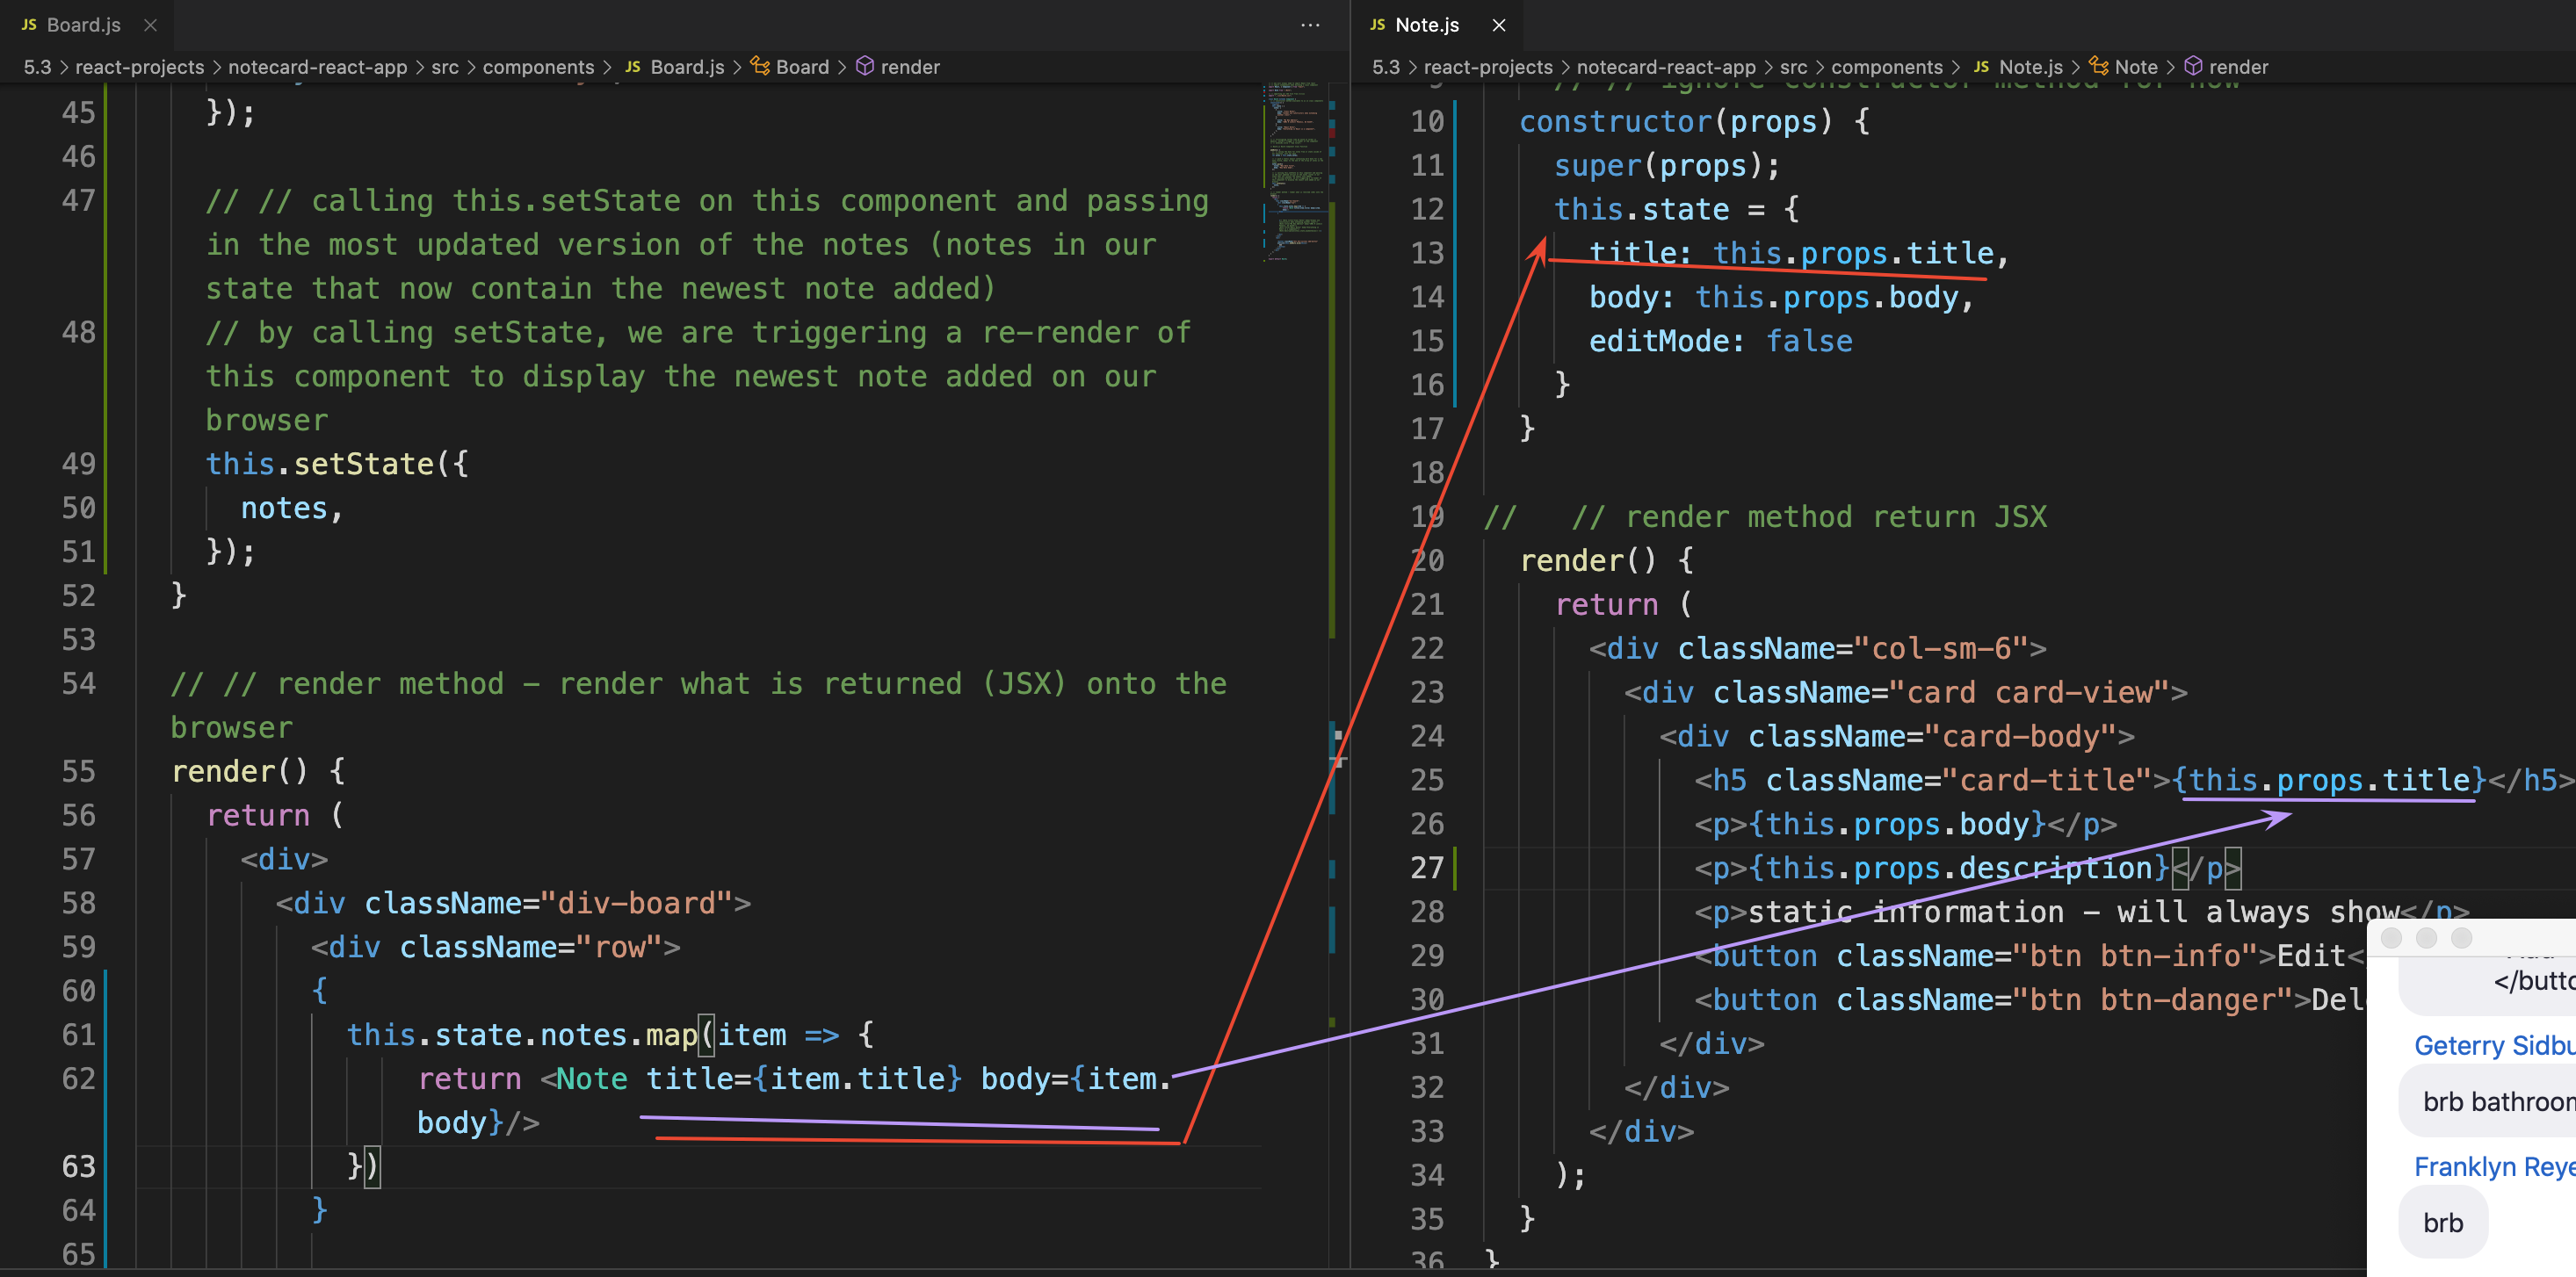 JS Board.js ×
5.3 > react-projects > notecard-react-app > src > components > JS Board.js > Board > render
45 });
46
47 // // calling this.setState on this component and passing
in the most updated version of the notes (notes in our
state that now contain the newest note added)
48 // by calling setState, we are triggering a re-render of
this component to display the newest note added on our
browser
49 this.setState({
50 notes,
51 });
52 }
53
54 // // render method - render what is returned (JSX) onto the
browser
55 render() {
56 return (
57 <div>
58 <div className="div-board">
59 <div className="row">
60 {
61 this.state.notes.map(item => {
62 return <Note title={item.title} body={item.
body}/>
63 })
64 }
65
JS Note.js ×
5.3 > react-projects > notecard-react-app > src > components > JS Note.js > Note > render
9 // // ignore constructor method for now
10 constructor(props) {
11 super(props);
12 this.state = {
13 title: this.props.title,
14 body: this.props.body,
15 editMode: false
16 }
17 }
18
19 // // render method return JSX
20 render() {
21 return (
22 <div className="col-sm-6">
23 <div className="card card-view">
24 <div className="card-body">
25 <h5 className="card-title">{this.props.title}</h5>
26 <p>{this.props.body}</p>
27 <p>{this.props.description}</p>
28 <p>static information - will always show</p>
29 <button className="btn btn-info">Edit<
30 <button className="btn btn-danger">Del
31 </div>
32 </div>
33 </div>
34 );
35 }
36 }
</butto
Geterry Sidbu
brb bathroon
Franklyn Reye
brb